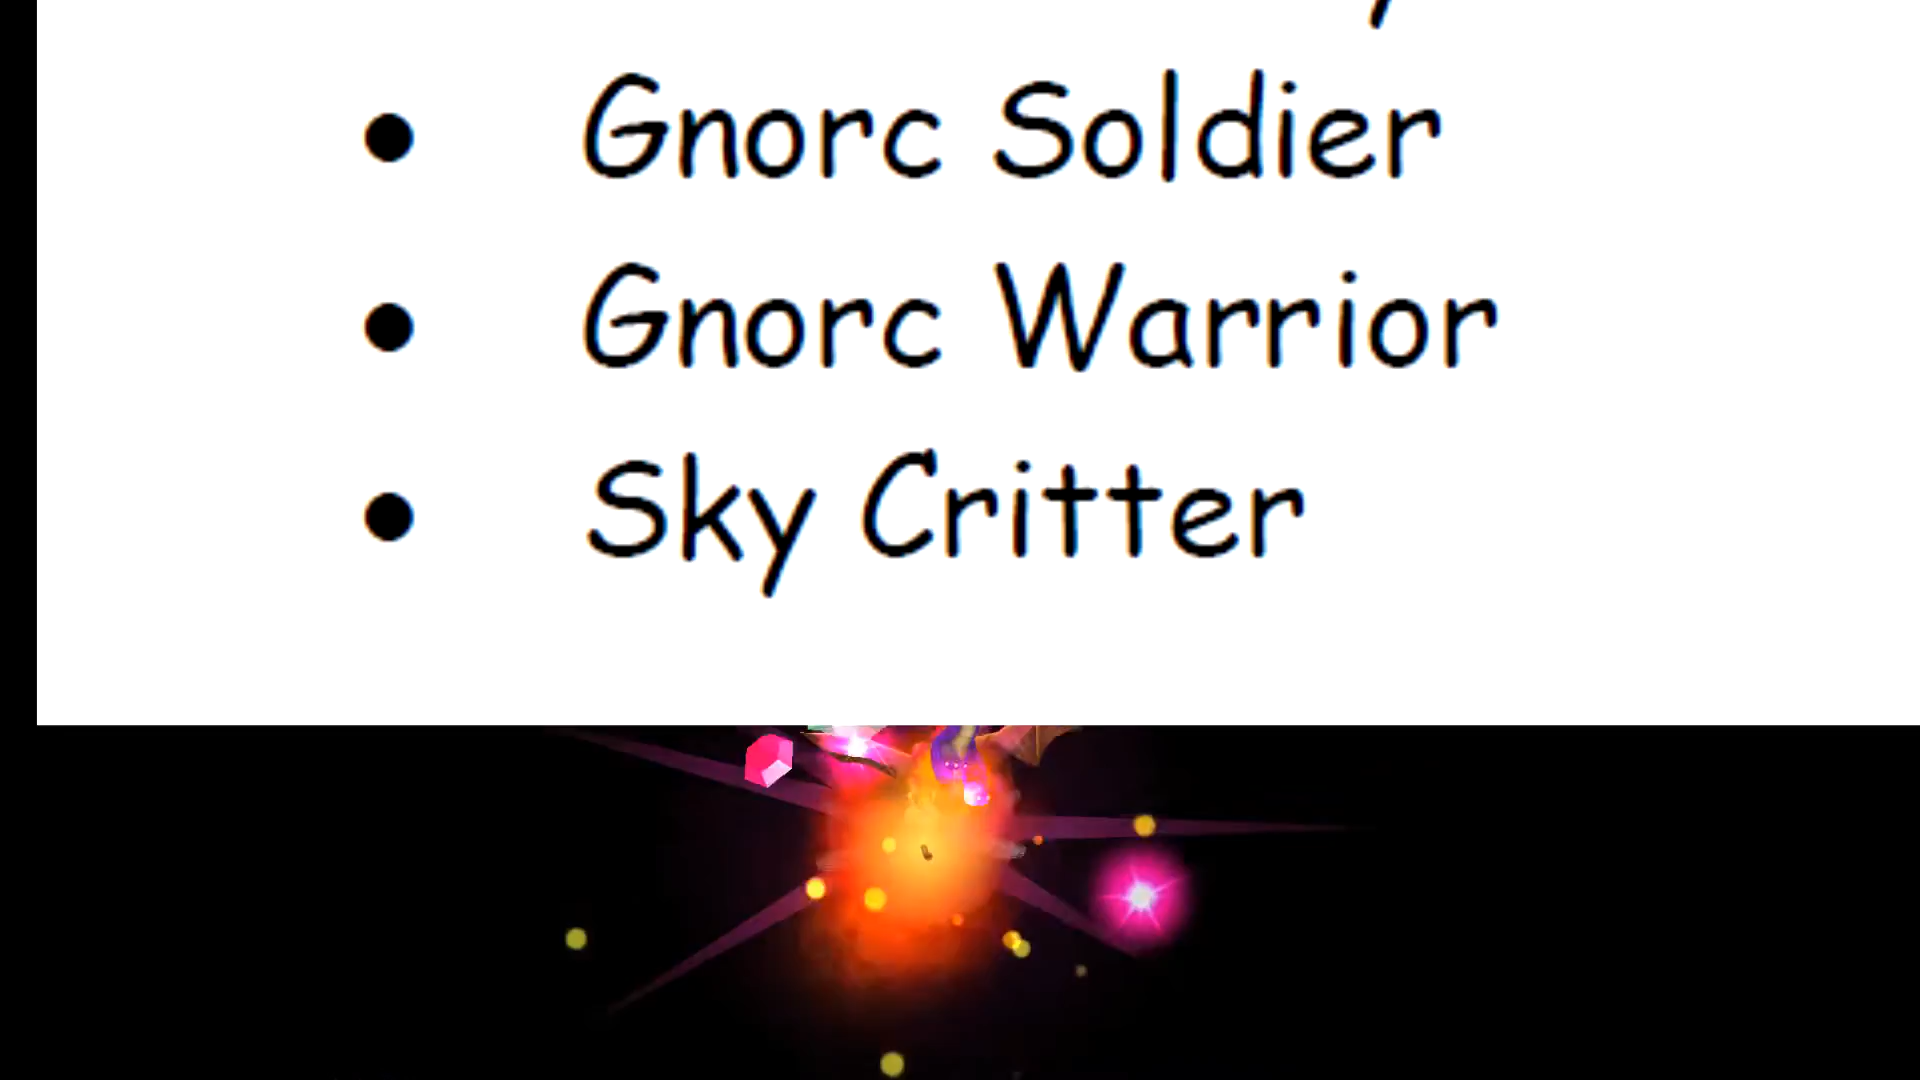 • Gnorc Soldier
• Gnorc Warrior
• Sky Critter